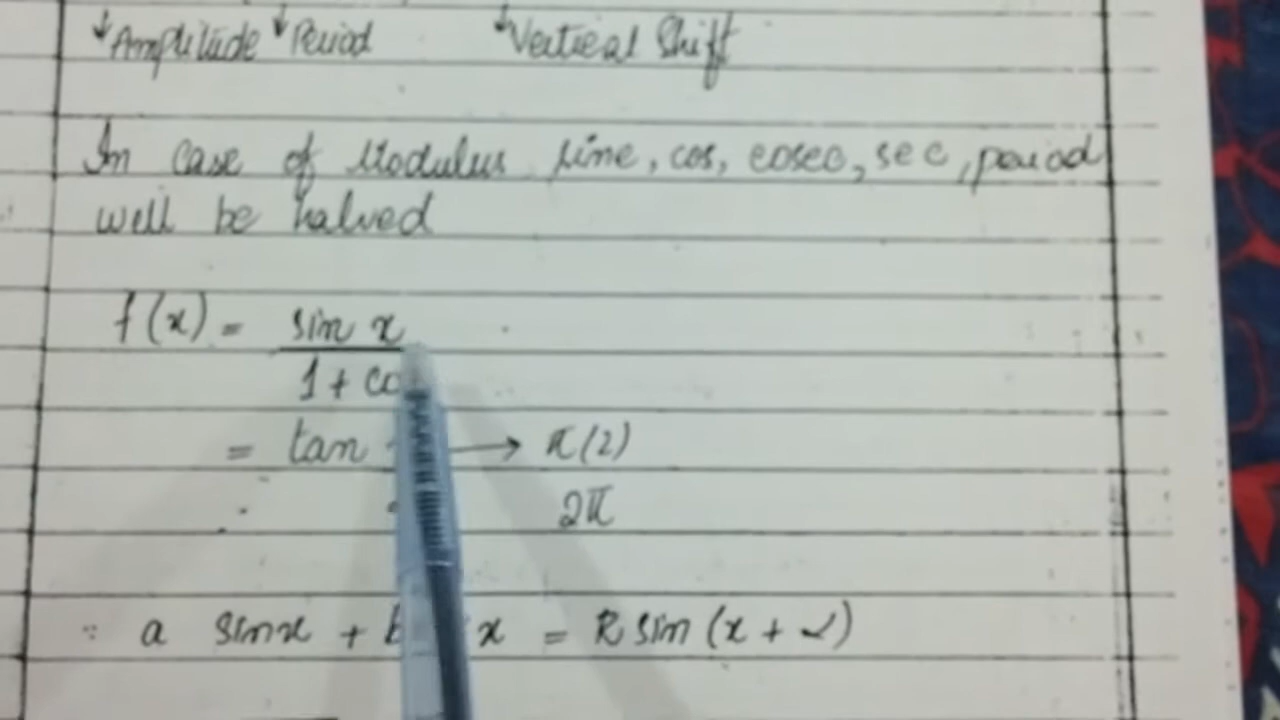 ↓Amplitude ↓Period ↓Vertical Shift
In case of Modulus sine, cos, cosec, sec, period
well be halved
f(x) = sin x
1 + co
= tan → π(2)
2π
∵ a sinx + b x = R sin (x + α)